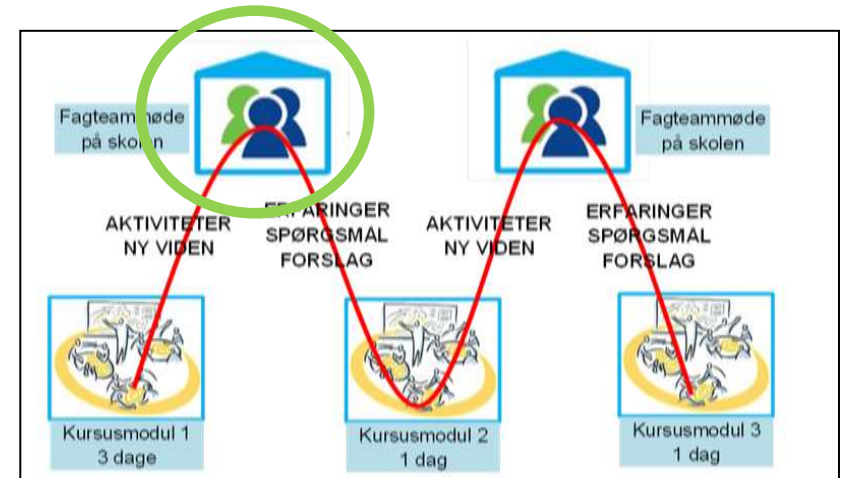 Fagteammøde
på skolen
Fagteammøde
på skolen
AKTIVITETER
NY VIDEN
ERFARINGER
SPØRGSMÅL
FORSLAG
AKTIVITETER
NY VIDEN
ERFARINGER
SPØRGSMÅL
FORSLAG
Kursusmodul 1
3 dage
Kursusmodul 2
1 dag
Kursusmodul 3
1 dag